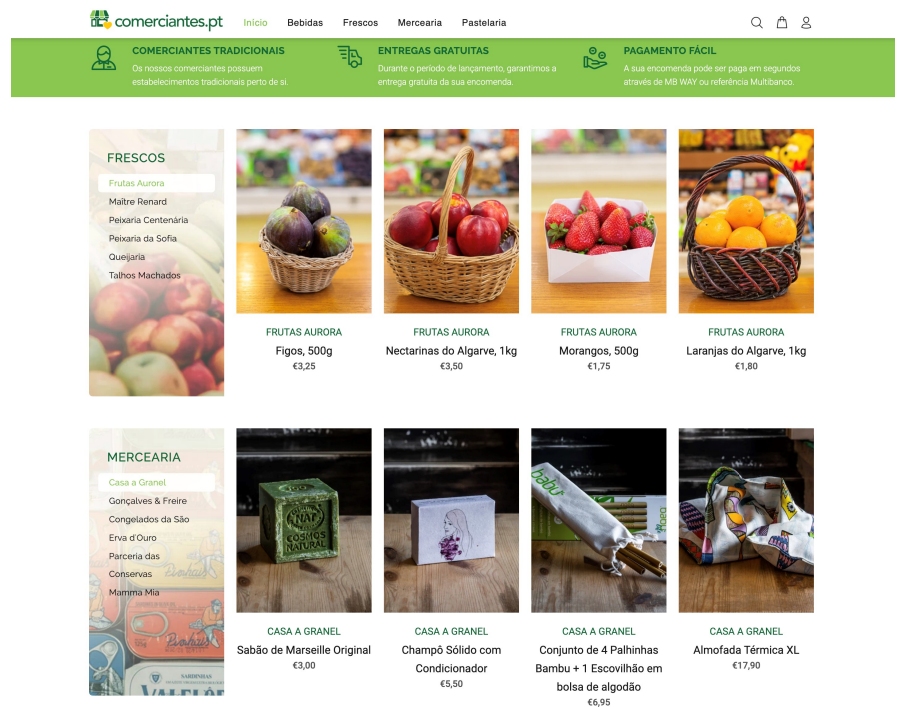 comerciantes.pt
Início Bebidas Frescos Mercearia Pastelaria
COMERCIANTES TRADICIONAIS
Os nossos comerciantes possuem
estabelecimentos tradicionais perto de si.
ENTREGAS GRATUITAS
Durante o período de lançamento, garantimos a
entrega gratuita da sua encomenda.
PAGAMENTO FÁCIL
A sua encomenda pode ser paga em segundos
através de MB WAY ou referência Multibanco.
FRESCOS
Frutas Aurora
Maître Renard
Peixaria Centenária
Peixaria da Sofia
Queijaria
Talhos Machados
FRUTAS AURORA
Figos, 500g
€3,25
FRUTAS AURORA
Nectarinas do Algarve, 1kg
€3,50
FRUTAS AURORA
Morangos, 500g
€1,75
FRUTAS AURORA
Laranjas do Algarve, 1kg
€1,80
MERCEARIA
Casa a Granel
Gonçalves & Freire
Congelados da São
Erva d'Ouro
Parceria das
Conservas
Mamma Mia
SARDINHAS
COSMOS
NATURAL
babu
CASA A GRANEL
Sabão de Marseille Original
€3,00
CASA A GRANEL
Champô Sólido com
Condicionador
€5,50
CASA A GRANEL
Conjunto de 4 Palhinhas
Bambu + 1 Escovilhão em
bolsa de algodão
€6,95
CASA A GRANEL
Almofada Térmica XL
€17,90